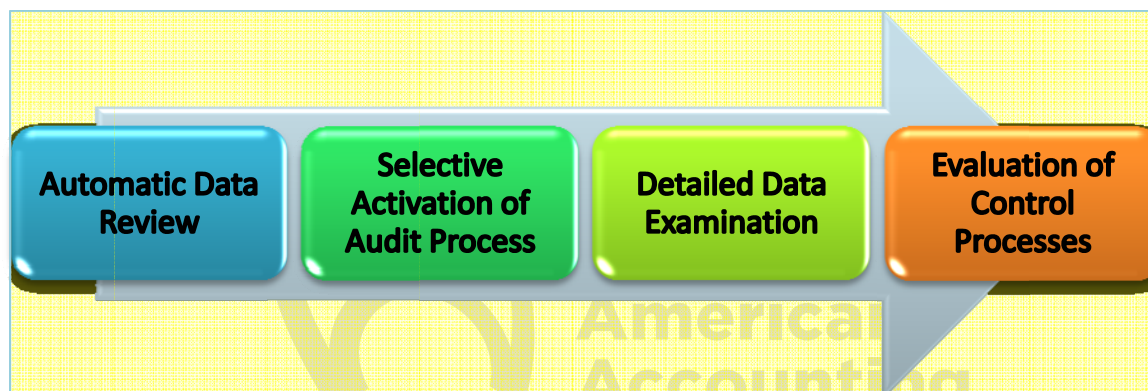 Automatic Data
Review
Selective
Activation of
Audit Process
Detailed Data
Examination
Evaluation of
Control
Processes
American
Accounting